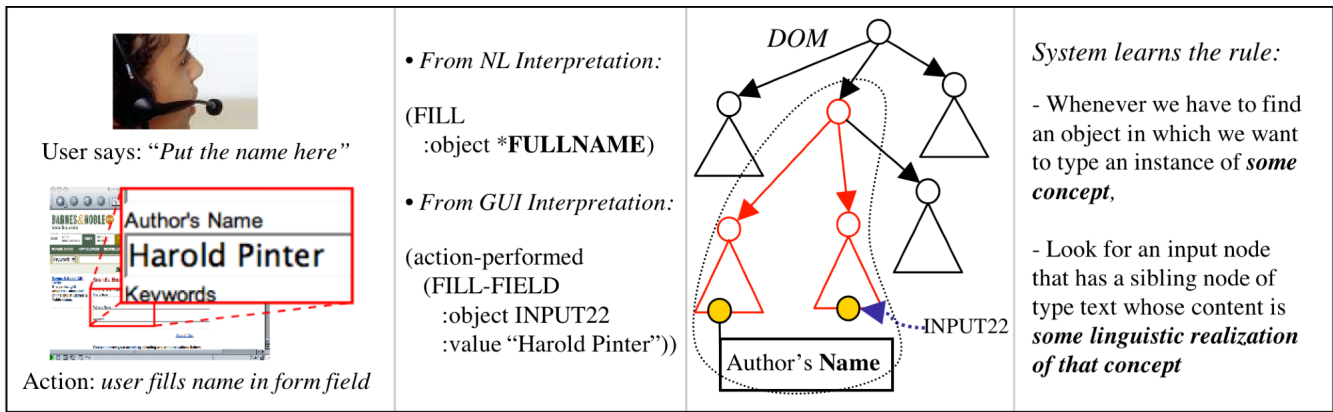 User says: “Put the name here”
BARNES&NOBLE
Author's Name
Harold Pinter
Keywords
Action: user fills name in form field
• From NL Interpretation:
(FILL
:object *FULLNAME)
• From GUI Interpretation:
(action-performed
(FILL-FIELD
:object INPUT22
:value “Harold Pinter”))
DOM
INPUT22
Author’s Name
System learns the rule:
- Whenever we have to find
an object in which we want
to type an instance of some
concept,
- Look for an input node
that has a sibling node of
type text whose content is
some linguistic realization
of that concept